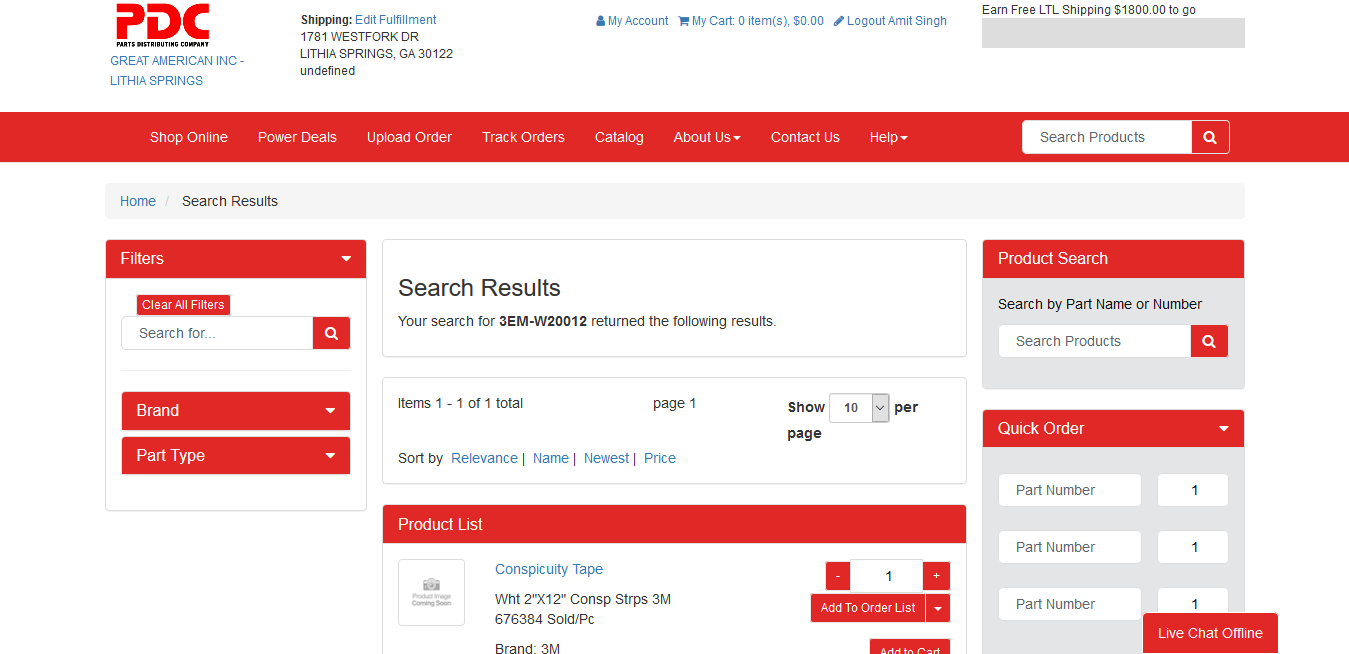 PDC
PARTS DISTRIBUTING COMPANY
GREAT AMERICAN INC -
LITHIA SPRINGS
Shipping: Edit Fulfillment
1781 WESTFORK DR
LITHIA SPRINGS, GA 30122
undefined
My Account My Cart: 0 item(s), $0.00 Logout Amit Singh
Earn Free LTL Shipping $1800.00 to go
Shop Online Power Deals Upload Order Track Orders Catalog About Us Contact Us Help Search Products
Home / Search Results
Filters
Clear All Filters
Search for...
Brand
Part Type
Search Results
Your search for 3EM-W20012 returned the following results.
Items 1 - 1 of 1 total page 1 Show 10 per
page
Sort by Relevance | Name | Newest | Price
Product List
Product Image
Coming Soon
Conspicuity Tape
Wht 2"X12" Consp Strps 3M
676384 Sold/Pc
Brand: 3M
- 1 +
Add To Order List
Add to Cart
Product Search
Search by Part Name or Number
Search Products
Quick Order
Part Number 1
Part Number 1
Part Number 1
Live Chat Offline